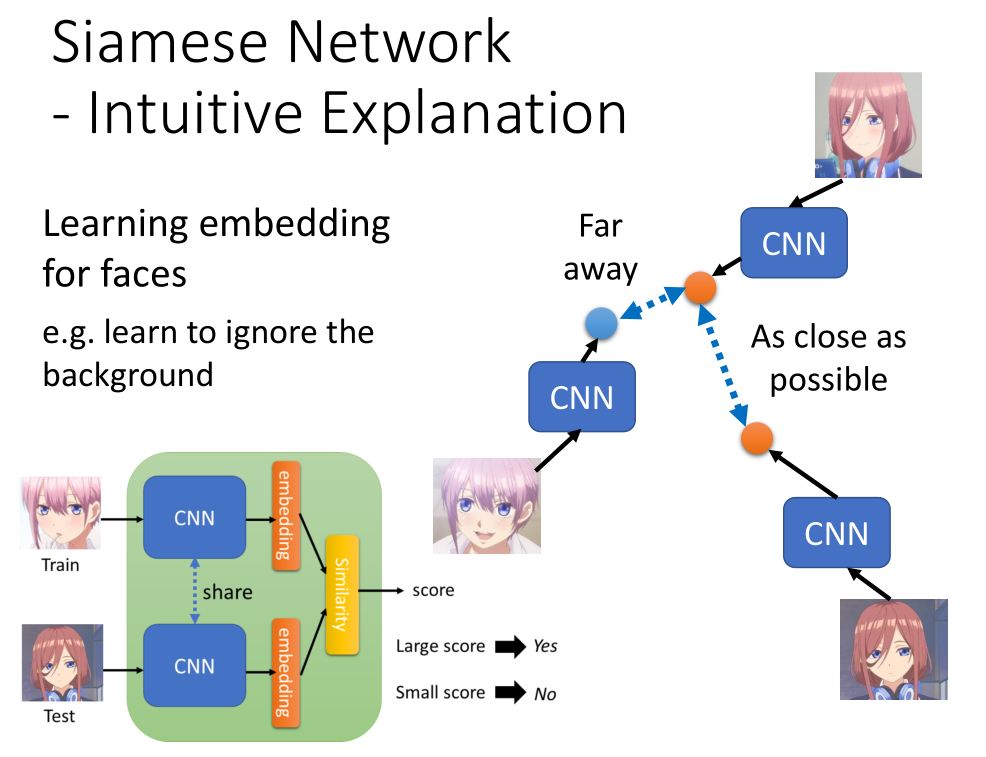 Siamese Network
- Intuitive Explanation
Learning embedding
for faces
e.g. learn to ignore the
background
Far
away
CNN
As close as
possible
CNN
CNN
CNN
embedding
Train
share
Similarity
score
CNN
embedding
Test
Large score
Yes
Small score
No